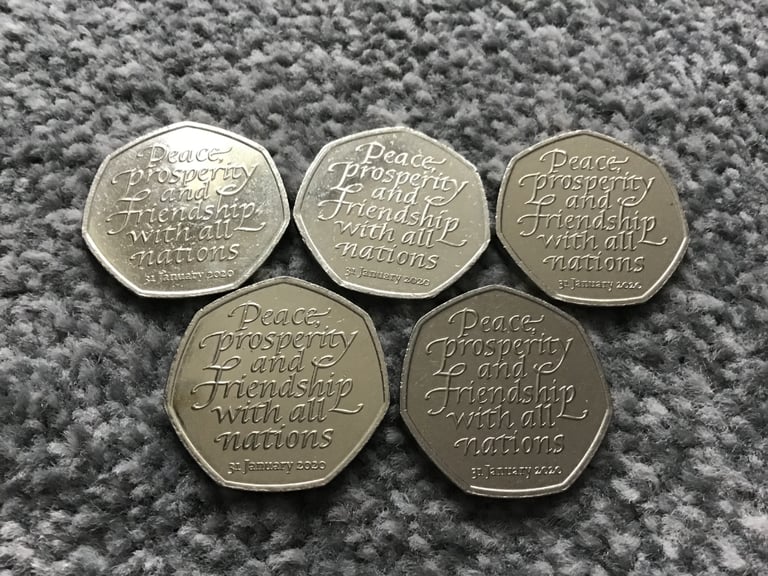 Peace,
prosperity
and
friendship
with all
nations
31 January 2020
Peace,
prosperity
and
friendship
with all
nations
31 January 2020
Peace,
prosperity
and
friendship
with all
nations
31 January 2020
Peace,
prosperity
and
friendship
with all
nations
31 January 2020
Peace,
prosperity
and
friendship
with all
nations
31 January 2020